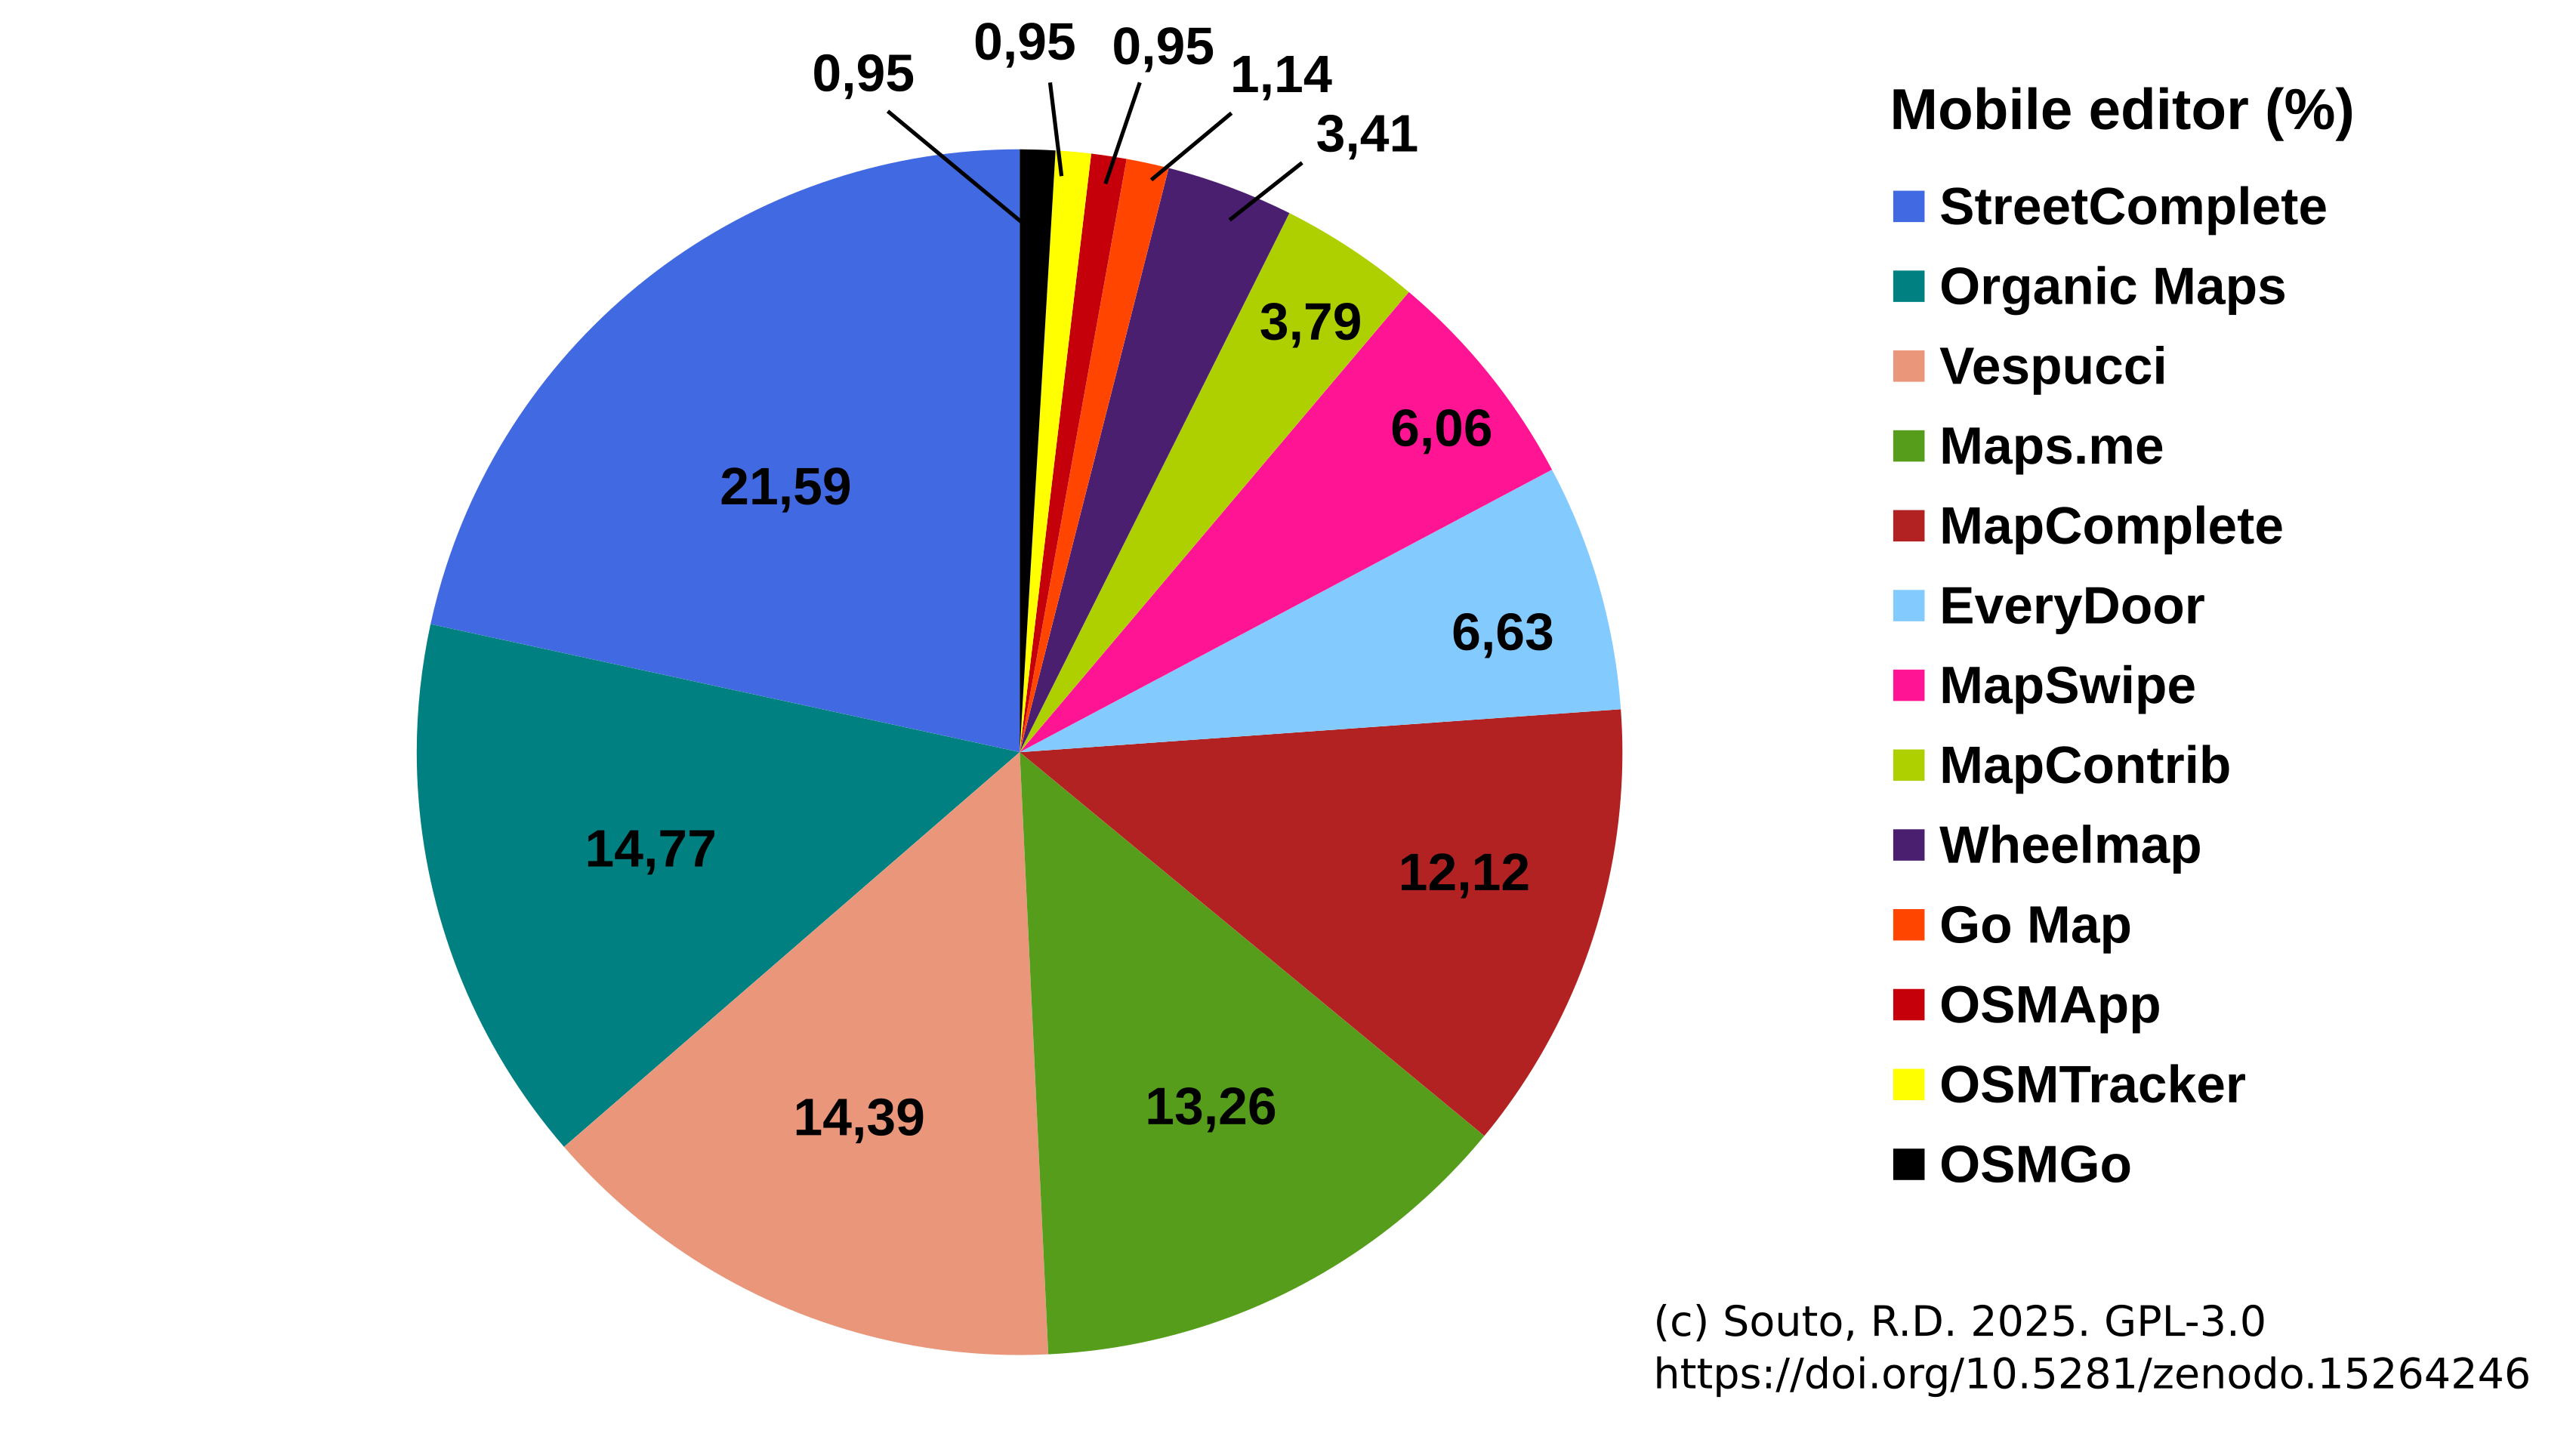 0,95
0,95
0,95
1,14
3,41
3,79
6,06
6,63
12,12
13,26
14,39
14,77
21,59
Mobile editor (%)
StreetComplete
Organic Maps
Vespucci
Maps.me
MapComplete
EveryDoor
MapSwipe
MapContrib
Wheelmap
Go Map
OSMApp
OSMTracker
OSMGo
(c) Souto, R.D. 2025. GPL-3.0
https://doi.org/10.5281/zenodo.15264246